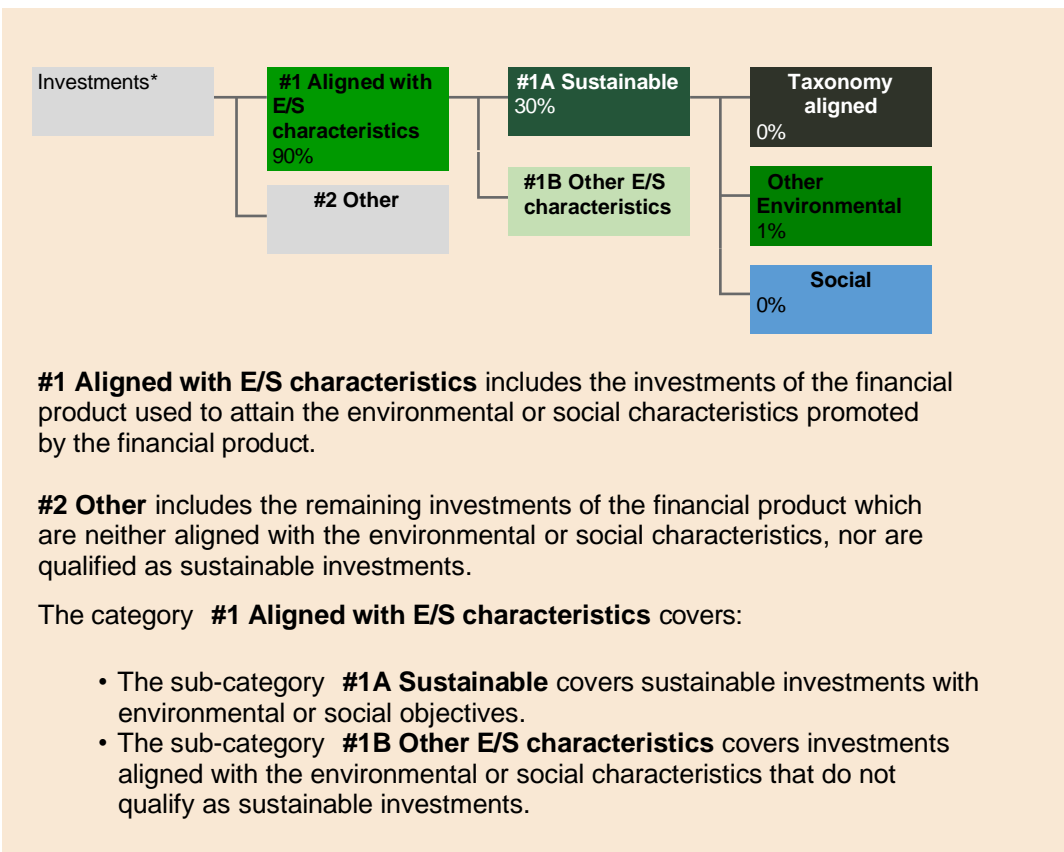 Investments*
#1 Aligned with
E/S
characteristics
90%
#2 Other
#1A Sustainable
30%
#1B Other E/S
characteristics
Taxonomy
aligned
0%
Other
Environmental
1%
Social
0%
#1 Aligned with E/S characteristics includes the investments of the financial
product used to attain the environmental or social characteristics promoted
by the financial product.
#2 Other includes the remaining investments of the financial product which
are neither aligned with the environmental or social characteristics, nor are
qualified as sustainable investments.
The category #1 Aligned with E/S characteristics covers:
• The sub-category #1A Sustainable covers sustainable investments with
environmental or social objectives.
• The sub-category #1B Other E/S characteristics covers investments
aligned with the environmental or social characteristics that do not
qualify as sustainable investments.